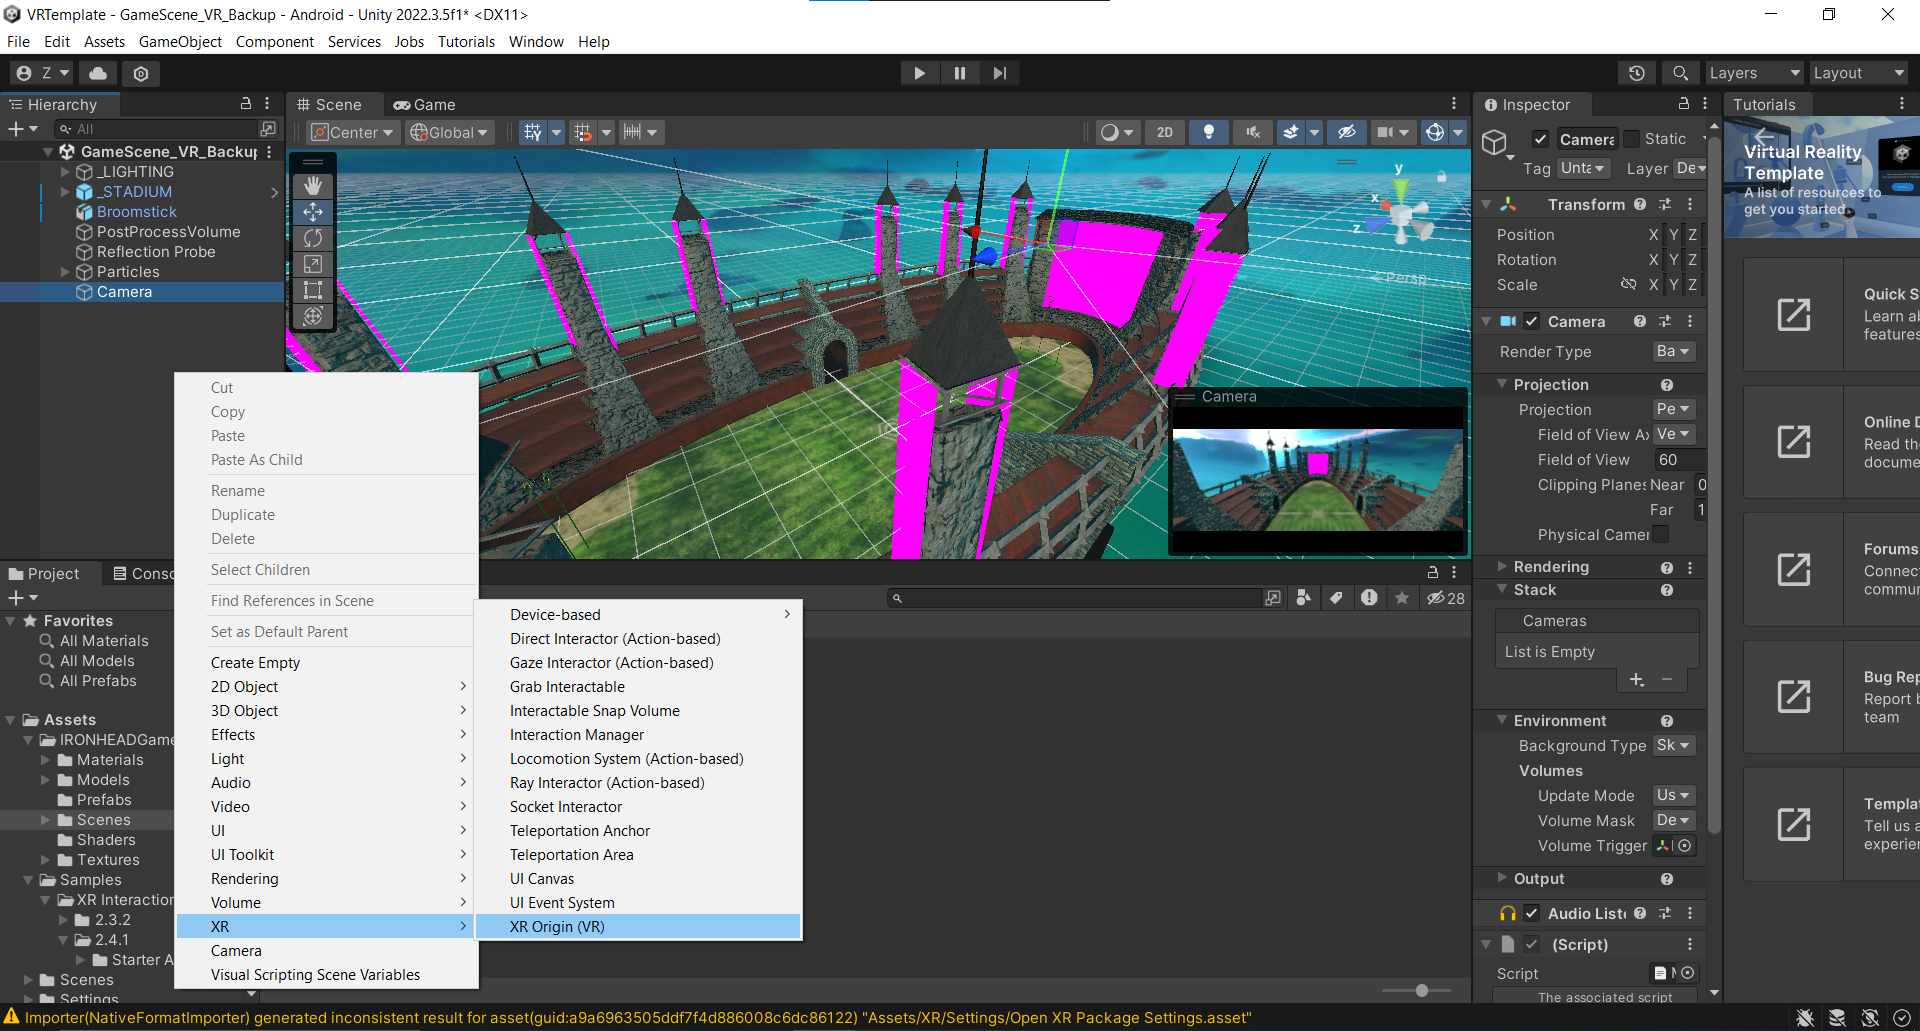 VRTemplate - GameScene_VR_Backup - Android - Unity 2022.3.5f1* <DX11>
File Edit Assets GameObject Component Services Jobs Tutorials Window Help
Z
Layers
Layout
Hierarchy
All
GameScene_VR_Backup
_LIGHTING
_STADIUM
Broomstick
PostProcessVolume
Reflection Probe
Particles
Camera
Scene
Game
Center
Global
2D
y
x
z
Persp
Camera
Cut
Copy
Paste
Paste As Child
Rename
Duplicate
Delete
Select Children
Find References in Scene
Set as Default Parent
Create Empty
2D Object
3D Object
Effects
Light
Audio
Video
UI
UI Toolkit
Rendering
Volume
XR
Camera
Visual Scripting Scene Variables
Device-based
Direct Interactor (Action-based)
Gaze Interactor (Action-based)
Grab Interactable
Interactable Snap Volume
Interaction Manager
Locomotion System (Action-based)
Ray Interactor (Action-based)
Socket Interactor
Teleportation Anchor
Teleportation Area
UI Canvas
UI Event System
XR Origin (VR)
Project
Conso
28
Favorites
All Materials
All Models
All Prefabs
Assets
IRONHEADGame
Materials
Models
Prefabs
Scenes
Shaders
Textures
Samples
XR Interaction
2.3.2
2.4.1
Starter A
Scenes
Settings
Inspector
Camera
Static
Tag Unta
Layer De
Transform
Position X Y Z
Rotation X Y Z
Scale X Y Z
Camera
Render Type Ba
Projection
Projection Pe
Field of View Ax Ve
Field of View 60
Clipping Planes Near 0
Far 1
Physical Camer
Rendering
Stack
Cameras
List is Empty
Environment
Background Type Sk
Volumes
Update Mode Us
Volume Mask De
Volume Trigger
Output
Audio Liste
(Script)
Script
The associated script
Tutorials
Virtual Reality
Template
A list of resources to
get you started.
Quick S
Learn ab
features
Online D
Read the
docume
Forums
Connec
commu
Bug Rep
Report b
team
Templat
Tell us a
experien
Importer(NativeFormatImporter) generated inconsistent result for asset(guid:a9a6963505ddf7f4d886008c6dc86122) "Assets/XR/Settings/Open XR Package Settings.asset"